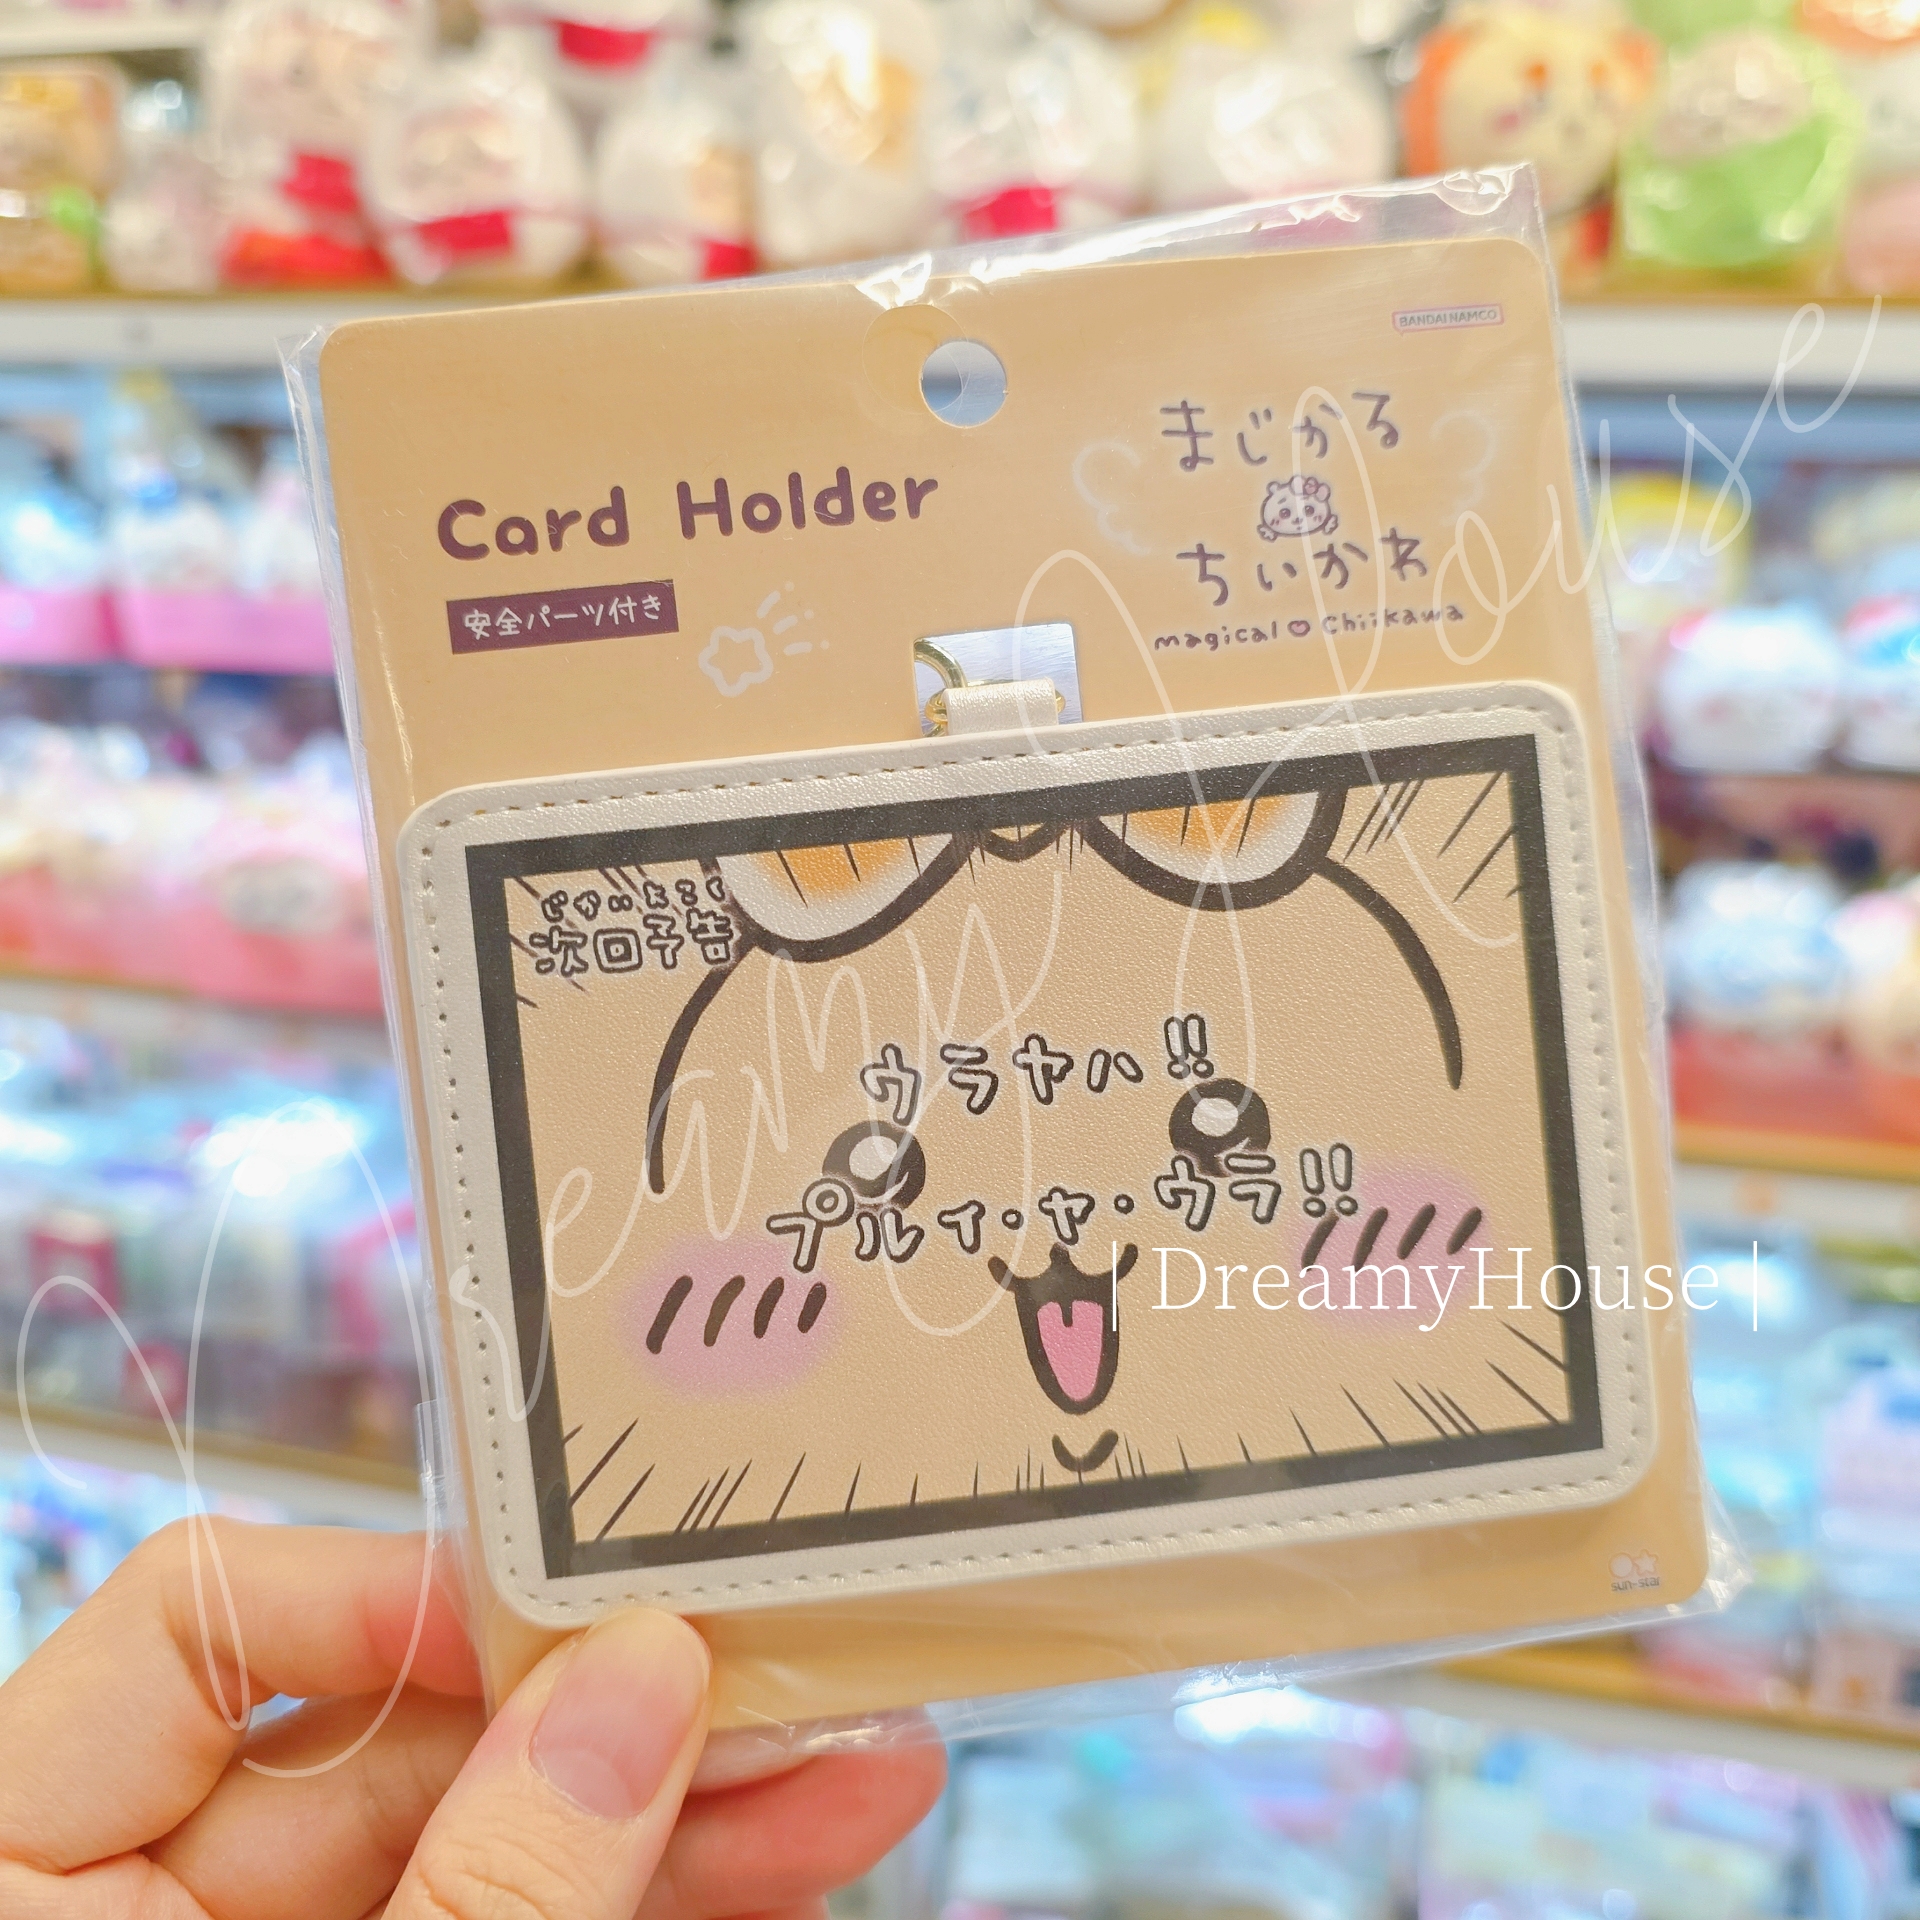 BANDAI NAMCO
Card Holder
安全パーツ付き
まじかる
ちいかわ
magical Chiikawa
じかいよこく
次回予告
ウラヤハ!!
プルイ・ヤ・ウラ!!
| DreamyHouse |
Dreamy House
sun-star